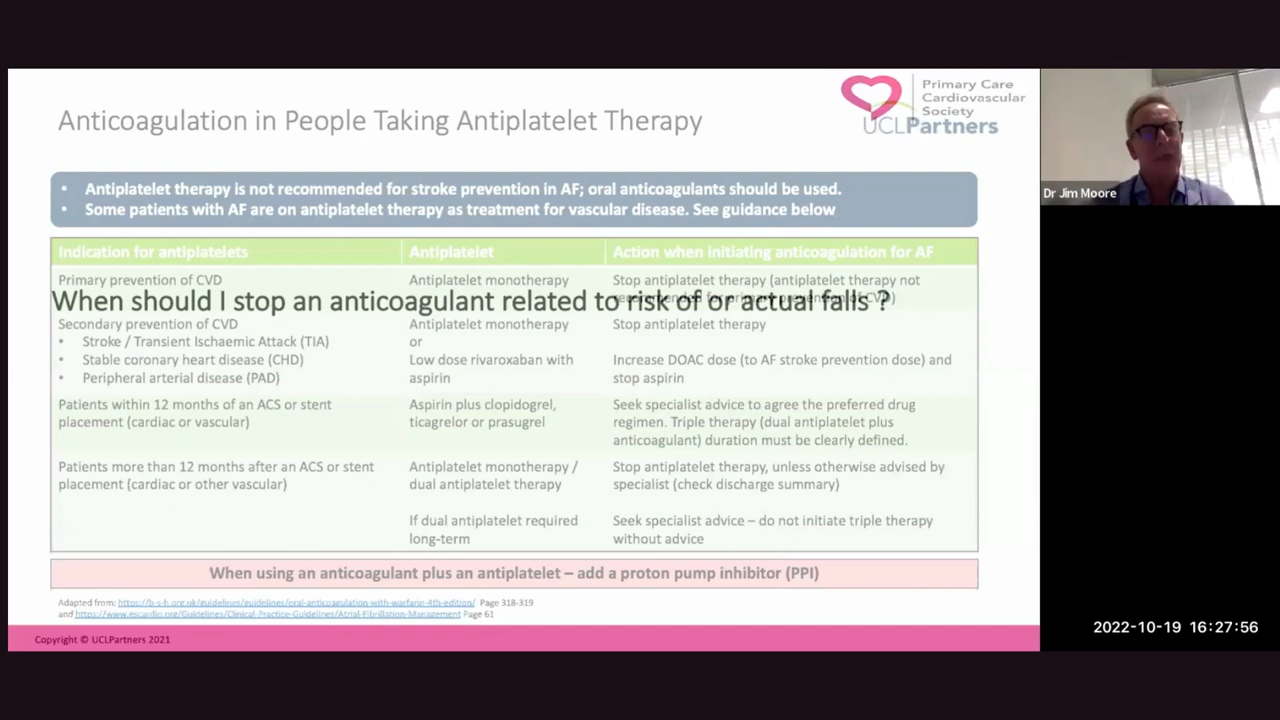 Primary Care
Cardiovascular
Society
UCLPartners
Anticoagulation in People Taking Antiplatelet Therapy
• Antiplatelet therapy is not recommended for stroke prevention in AF; oral anticoagulants should be used.
• Some patients with AF are on antiplatelet therapy as treatment for vascular disease. See guidance below
Dr Jim Moore
Indication for antiplatelets Antiplatelet Action when initiating anticoagulation for AF
Primary prevention of CVD Antiplatelet monotherapy Stop antiplatelet therapy (antiplatelet therapy not
recommended for primary prevention of CVD)
When should I stop an anticoagulant related to risk of or actual falls ?
Secondary prevention of CVD Antiplatelet monotherapy Stop antiplatelet therapy
• Stroke / Transient Ischaemic Attack (TIA) or
• Stable coronary heart disease (CHD) Low dose rivaroxaban with Increase DOAC dose (to AF stroke prevention dose) and
• Peripheral arterial disease (PAD) aspirin stop aspirin
Patients within 12 months of an ACS or stent Aspirin plus clopidogrel, Seek specialist advice to agree the preferred drug
placement (cardiac or vascular) ticagrelor or prasugrel regimen. Triple therapy (dual antiplatelet plus
anticoagulant) duration must be clearly defined.
Patients more than 12 months after an ACS or stent Antiplatelet monotherapy / Stop antiplatelet therapy, unless otherwise advised by
placement (cardiac or other vascular) dual antiplatelet therapy specialist (check discharge summary)
If dual antiplatelet required Seek specialist advice – do not initiate triple therapy
long-term without advice
When using an anticoagulant plus an antiplatelet – add a proton pump inhibitor (PPI)
Adapted from: https://b-s-h.org.uk/guidelines/guidelines/oral-anticoagulation-with-warfarin-4th-edition/ Page 318-319
and https://www.escardio.org/Guidelines/Clinical-Practice-Guidelines/Atrial-Fibrillation-Management Page 61
Copyright © UCLPartners 2021
2022-10-19 16:27:56